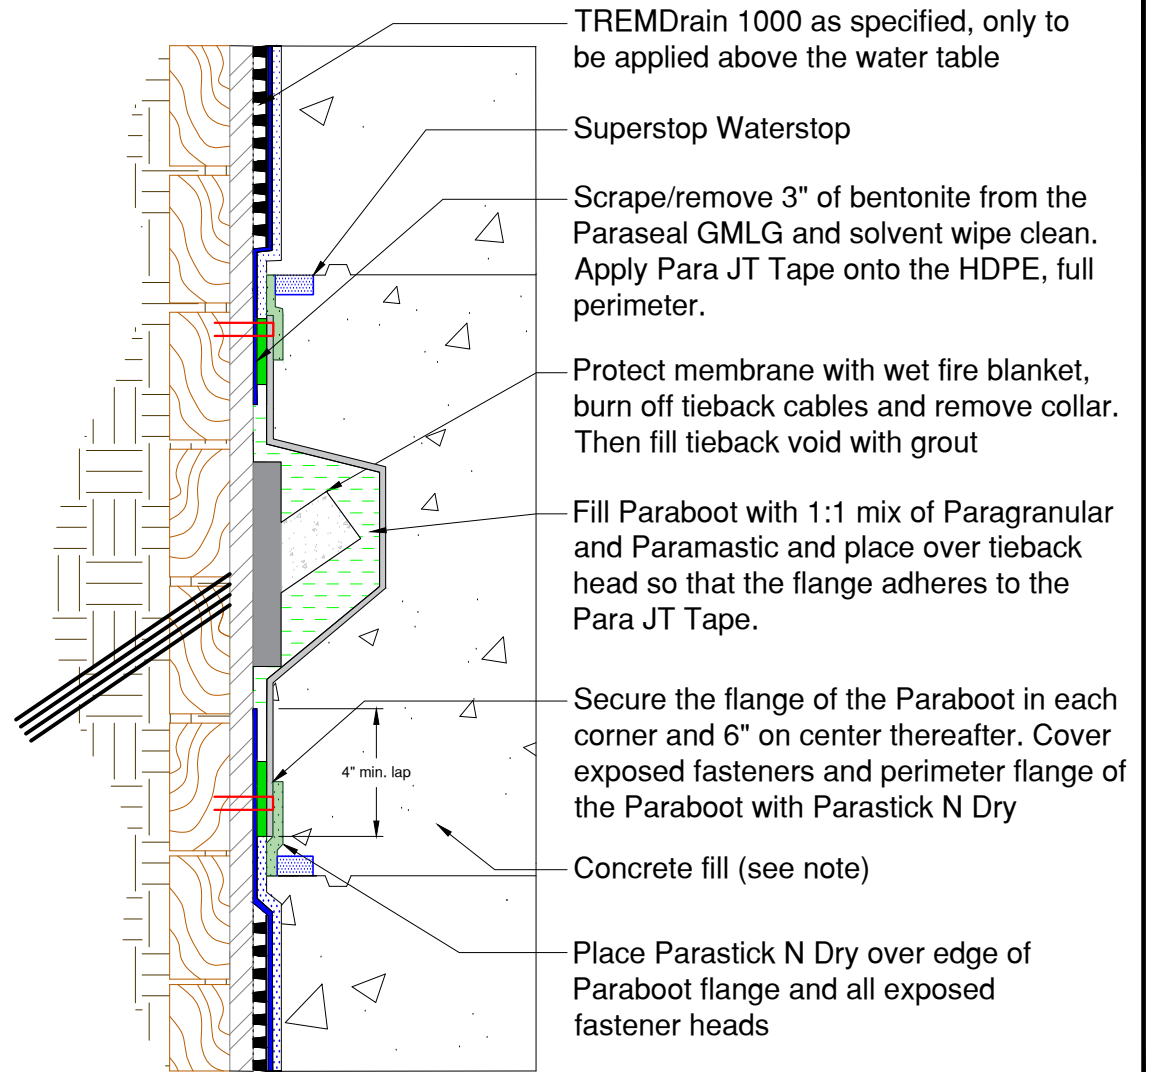 TREMDrain 1000 as specified, only to
be applied above the water table
Superstop Waterstop
Scrape/remove 3" of bentonite from the
Paraseal GMLG and solvent wipe clean.
Apply Para JT Tape onto the HDPE, full
perimeter.
Protect membrane with wet fire blanket,
burn off tieback cables and remove collar.
Then fill tieback void with grout
Fill Paraboot with 1:1 mix of Paragranular
and Paramastic and place over tieback
head so that the flange adheres to the
Para JT Tape.
Secure the flange of the Paraboot in each
corner and 6" on center thereafter. Cover
exposed fasteners and perimeter flange of
the Paraboot with Parastick N Dry
4" min. lap
Concrete fill (see note)
Place Parastick N Dry over edge of
Paraboot flange and all exposed
fastener heads